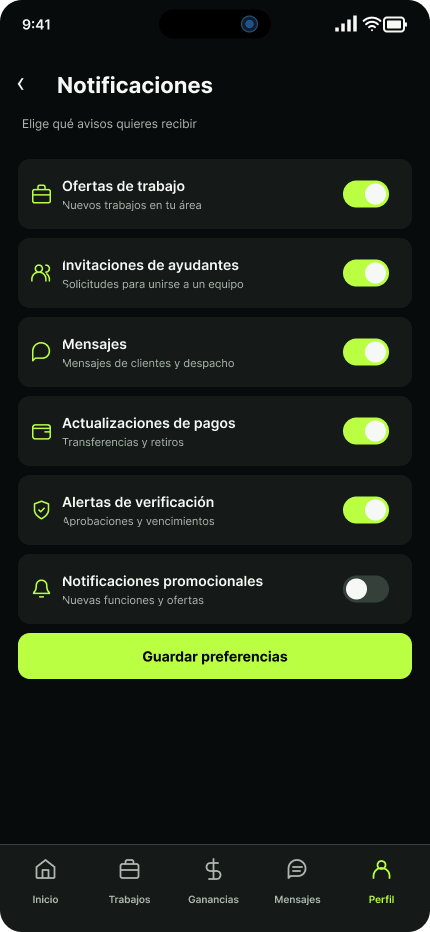 9:41
Notificaciones
Elige qué avisos quieres recibir
Ofertas de trabajo
Nuevos trabajos en tu área
Invitaciones de ayudantes
Solicitudes para unirse a un equipo
Mensajes
Mensajes de clientes y despacho
Actualizaciones de pagos
Transferencias y retiros
Alertas de verificación
Aprobaciones y vencimientos
Notificaciones promocionales
Nuevas funciones y ofertas
Guardar preferencias
Inicio
Trabajos
Ganancias
Mensajes
Perfil